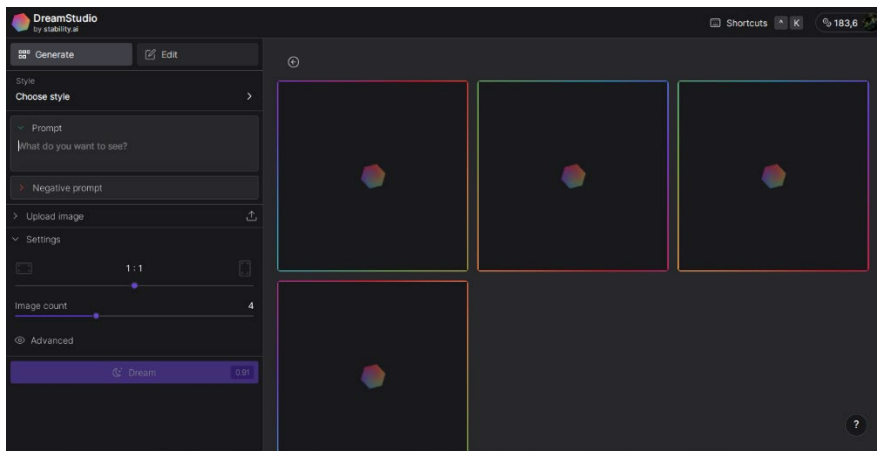 DreamStudio
by stability.ai
Shortcuts ^ K
183,6
Generate
Edit
Style
Choose style
Prompt
What do you want to see?
Negative prompt
Upload image
Settings
1:1
Image count 4
Advanced
Dream 0.91
?